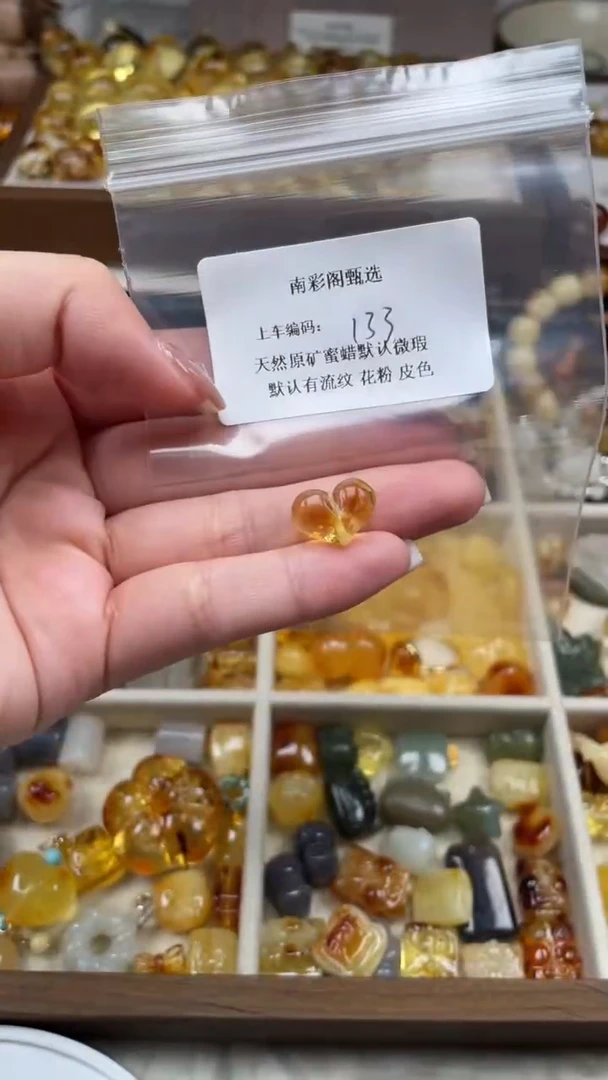 南彩阁甄选
上车编码： 133
天然原矿蜜蜡默认微瑕
默认有流纹 花粉 皮色